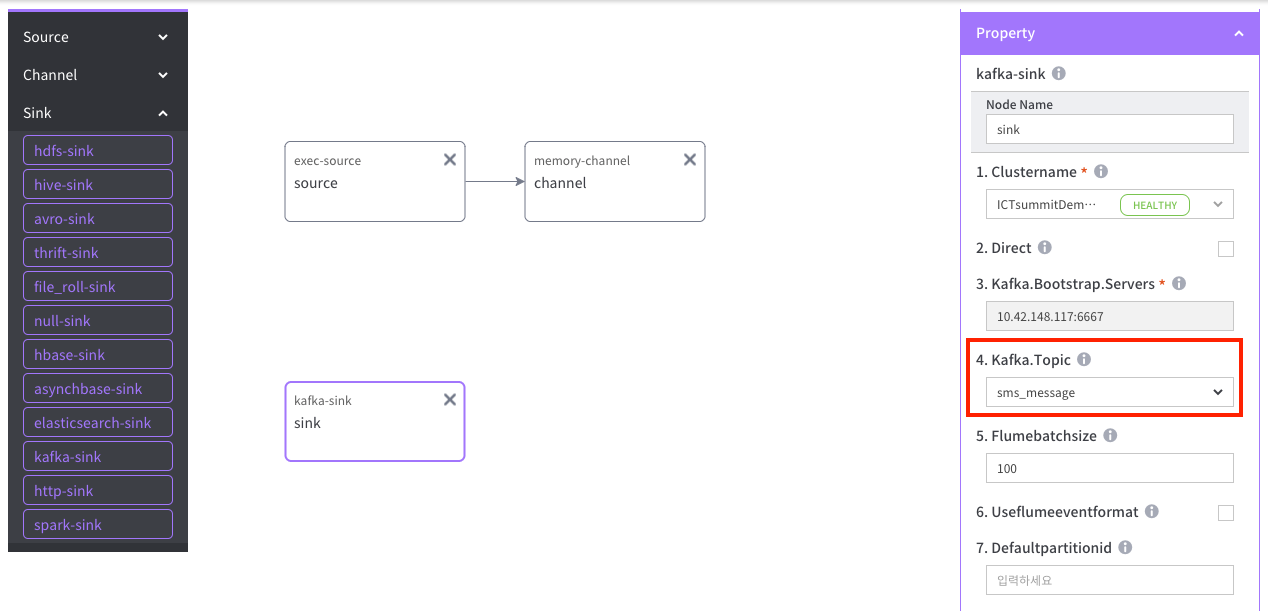 Source
Channel
Sink
hdfs-sink
hive-sink
avro-sink
thrift-sink
file_roll-sink
null-sink
hbase-sink
asynchbase-sink
elasticsearch-sink
kafka-sink
http-sink
spark-sink
exec-source
source
memory-channel
channel
kafka-sink
sink
Property
kafka-sink
Node Name
sink
1. Clustername *
ICTsummitDem··· HEALTHY
2. Direct
3. Kafka.Bootstrap.Servers *
10.42.148.117:6667
4. Kafka.Topic
sms_message
5. Flumebatchsize
100
6. Useflumeeventformat
7. Defaultpartitionid
입력하세요